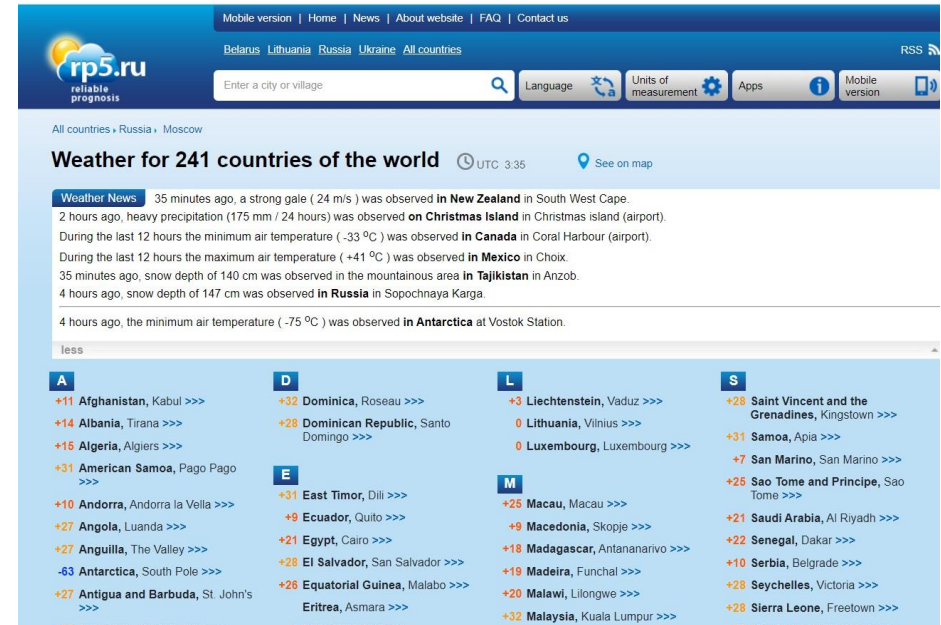 Mobile version | Home | News | About website | FAQ | Contact us
Belarus Lithuania Russia Ukraine All countries
RSS
rp5.ru
reliable
prognosis
Enter a city or village
Language
Units of
measurement
Apps
Mobile
version
All countries › Russia › Moscow
Weather for 241 countries of the world
UTC 3:35
See on map
Weather News 35 minutes ago, a strong gale ( 24 m/s ) was observed in New Zealand in South West Cape.
2 hours ago, heavy precipitation (175 mm / 24 hours) was observed on Christmas Island in Christmas island (airport).
During the last 12 hours the minimum air temperature ( -33 ºC ) was observed in Canada in Coral Harbour (airport).
During the last 12 hours the maximum air temperature ( +41 ºC ) was observed in Mexico in Choix.
35 minutes ago, snow depth of 140 cm was observed in the mountainous area in Tajikistan in Anzob.
4 hours ago, snow depth of 147 cm was observed in Russia in Sopochnaya Karga.
4 hours ago, the minimum air temperature ( -75 ºC ) was observed in Antarctica at Vostok Station.
less
A
+11 Afghanistan, Kabul >>>
+14 Albania, Tirana >>>
+15 Algeria, Algiers >>>
+31 American Samoa, Pago Pago
>>>
+10 Andorra, Andorra la Vella >>>
+27 Angola, Luanda >>>
+27 Anguilla, The Valley >>>
-63 Antarctica, South Pole >>>
+27 Antigua and Barbuda, St. John's
>>>
D
+32 Dominica, Roseau >>>
+28 Dominican Republic, Santo
Domingo >>>
E
+31 East Timor, Dili >>>
+9 Ecuador, Quito >>>
+21 Egypt, Cairo >>>
+28 El Salvador, San Salvador >>>
+26 Equatorial Guinea, Malabo >>>
Eritrea, Asmara >>>
L
+3 Liechtenstein, Vaduz >>>
0 Lithuania, Vilnius >>>
0 Luxembourg, Luxembourg >>>
M
+25 Macau, Macau >>>
+9 Macedonia, Skopje >>>
+18 Madagascar, Antananarivo >>>
+19 Madeira, Funchal >>>
+20 Malawi, Lilongwe >>>
+32 Malaysia, Kuala Lumpur >>>
S
+28 Saint Vincent and the
Grenadines, Kingstown >>>
+31 Samoa, Apia >>>
+7 San Marino, San Marino >>>
+25 Sao Tome and Principe, Sao
Tome >>>
+21 Saudi Arabia, Al Riyadh >>>
+22 Senegal, Dakar >>>
+10 Serbia, Belgrade >>>
+28 Seychelles, Victoria >>>
+28 Sierra Leone, Freetown >>>